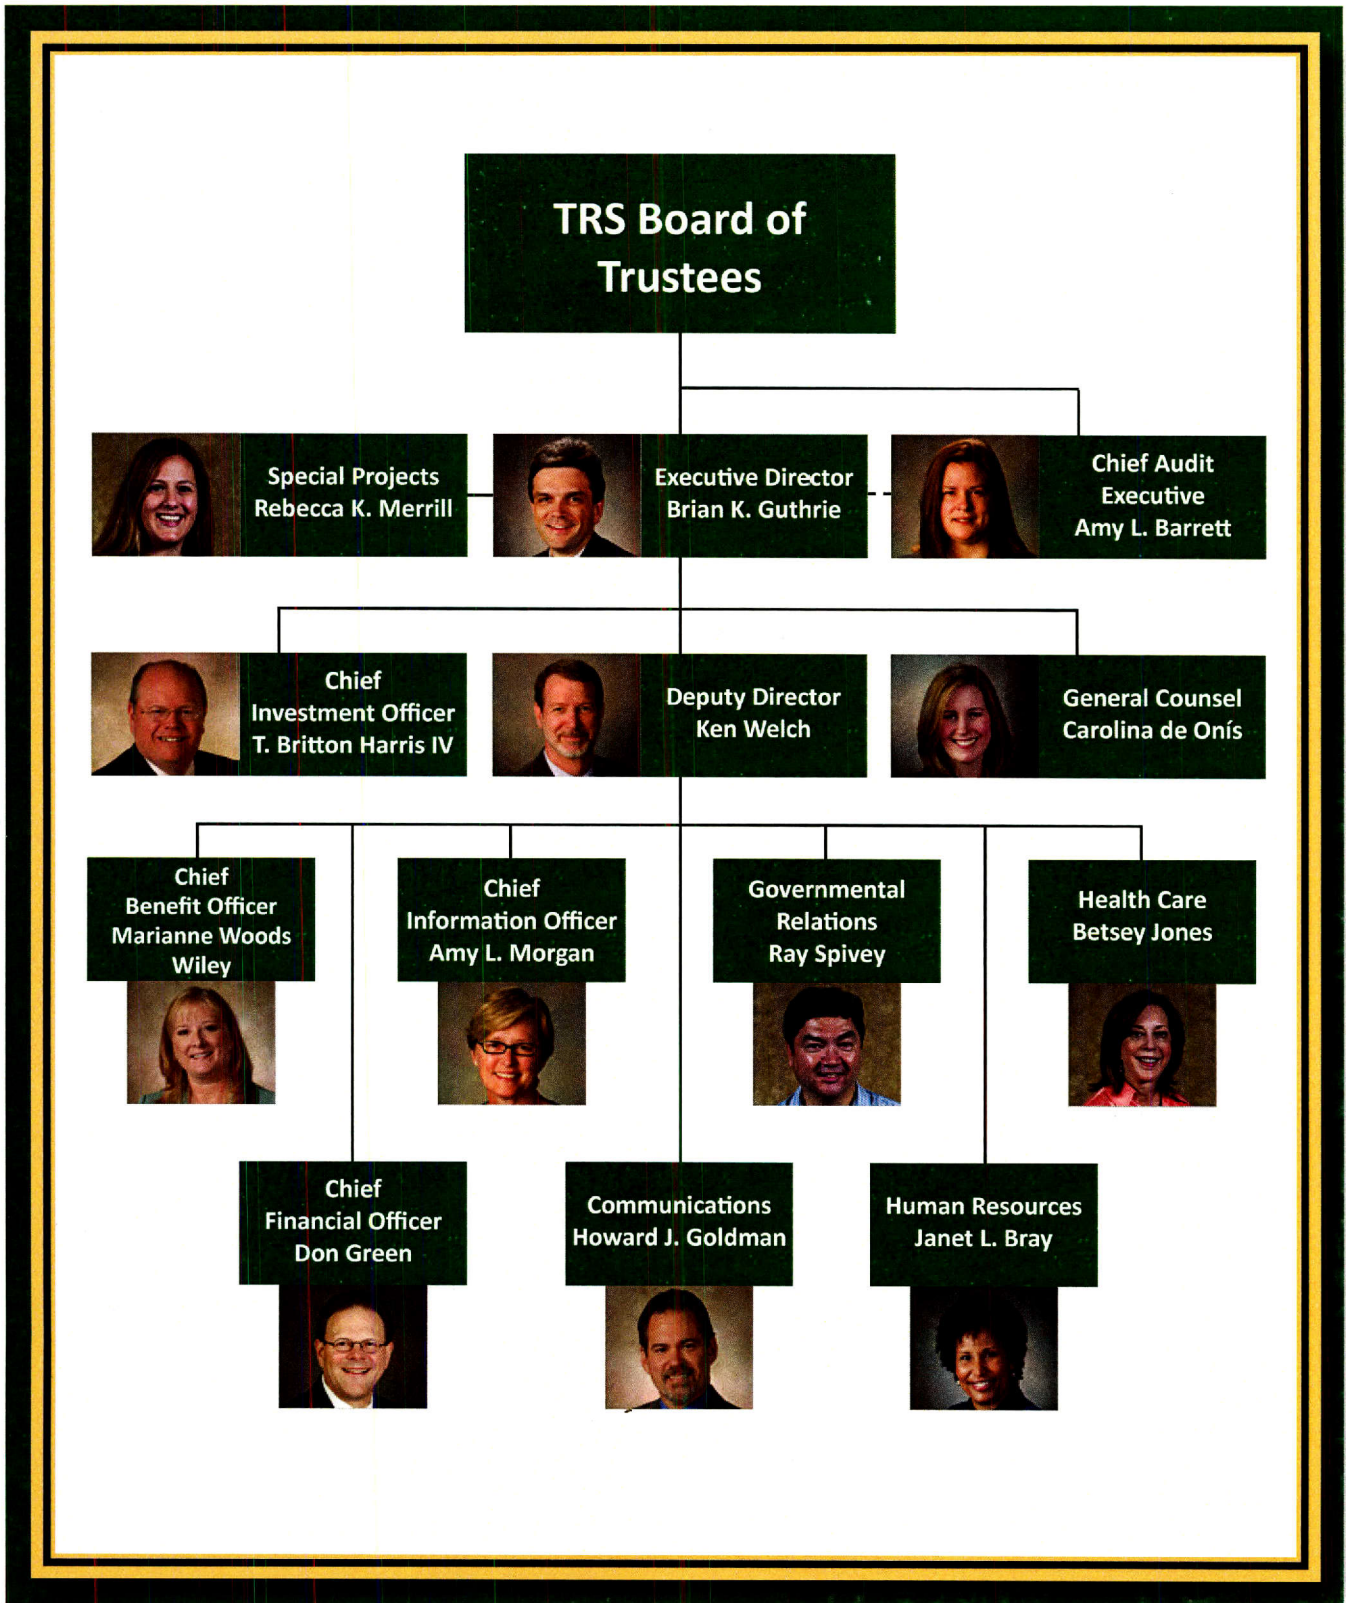 TRS Board of
Trustees
Special Projects
Rebecca K. Merrill
Executive Director
Brian K. Guthrie
Chief Audit
Executive
Amy L. Barrett
Chief
Investment Officer
T. Britton Harris IV
Deputy Director
Ken Welch
General Counsel
Carolina de Onís
Chief
Benefit Officer
Marianne Woods
Wiley
Chief
Information Officer
Amy L. Morgan
Governmental
Relations
Ray Spivey
Health Care
Betsey Jones
Chief
Financial Officer
Don Green
Communications
Howard J. Goldman
Human Resources
Janet L. Bray